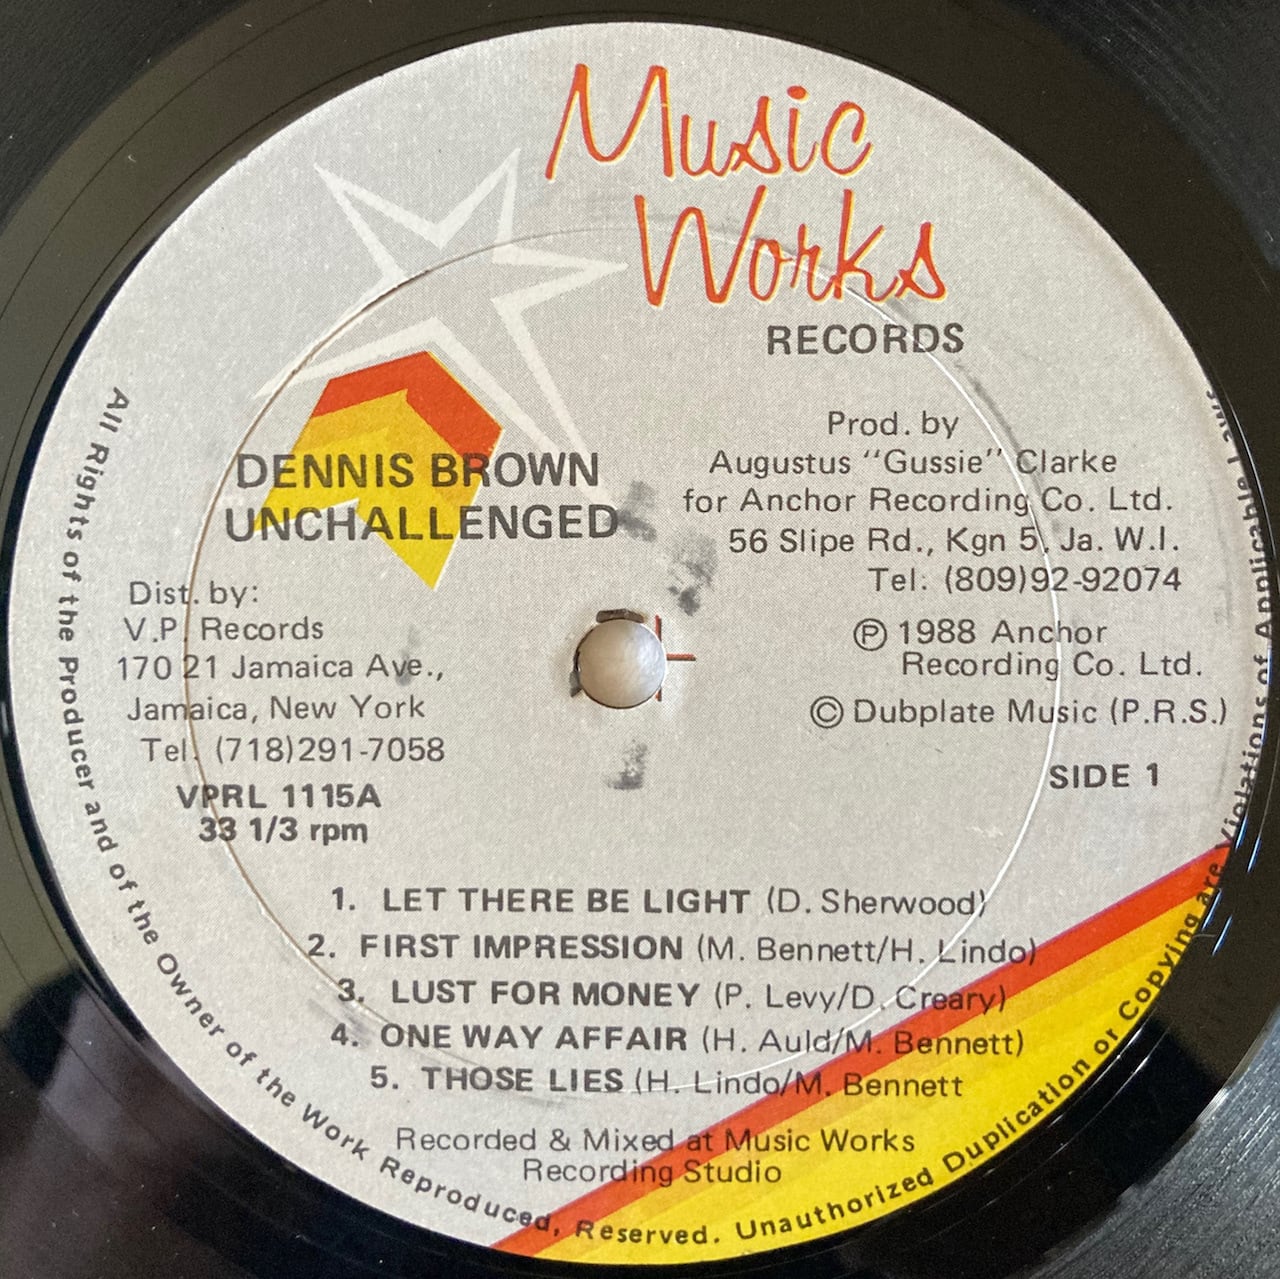 Music
Works
RECORDS
DENNIS BROWN
UNCHALLENGED
Prod. by
Augustus "Gussie" Clarke
for Anchor Recording Co. Ltd.
56 Slipe Rd., Kgn 5, Ja. W.I.
Tel: (809)92-92074
Ⓟ 1988 Anchor
Recording Co. Ltd.
© Dubplate Music (P.R.S.)
SIDE 1
Dist. by:
V.P. Records
170 21 Jamaica Ave.,
Jamaica, New York
Tel. (718)291-7058
VPRL 1115A
33 1/3 rpm
1. LET THERE BE LIGHT (D. Sherwood)
2. FIRST IMPRESSION (M. Bennett/H. Lindo)
3. LUST FOR MONEY (P. Levy/D. Creary)
4. ONE WAY AFFAIR (H. Auld/M. Bennett)
5. THOSE LIES (H. Lindo/M. Bennett
Recorded & Mixed at Music Works
Recording Studio
All Rights of the Producer and of the Owner of the Work Reproduced, Reserved. Unauthorized Duplication or Copying are Violations of Applicable Laws